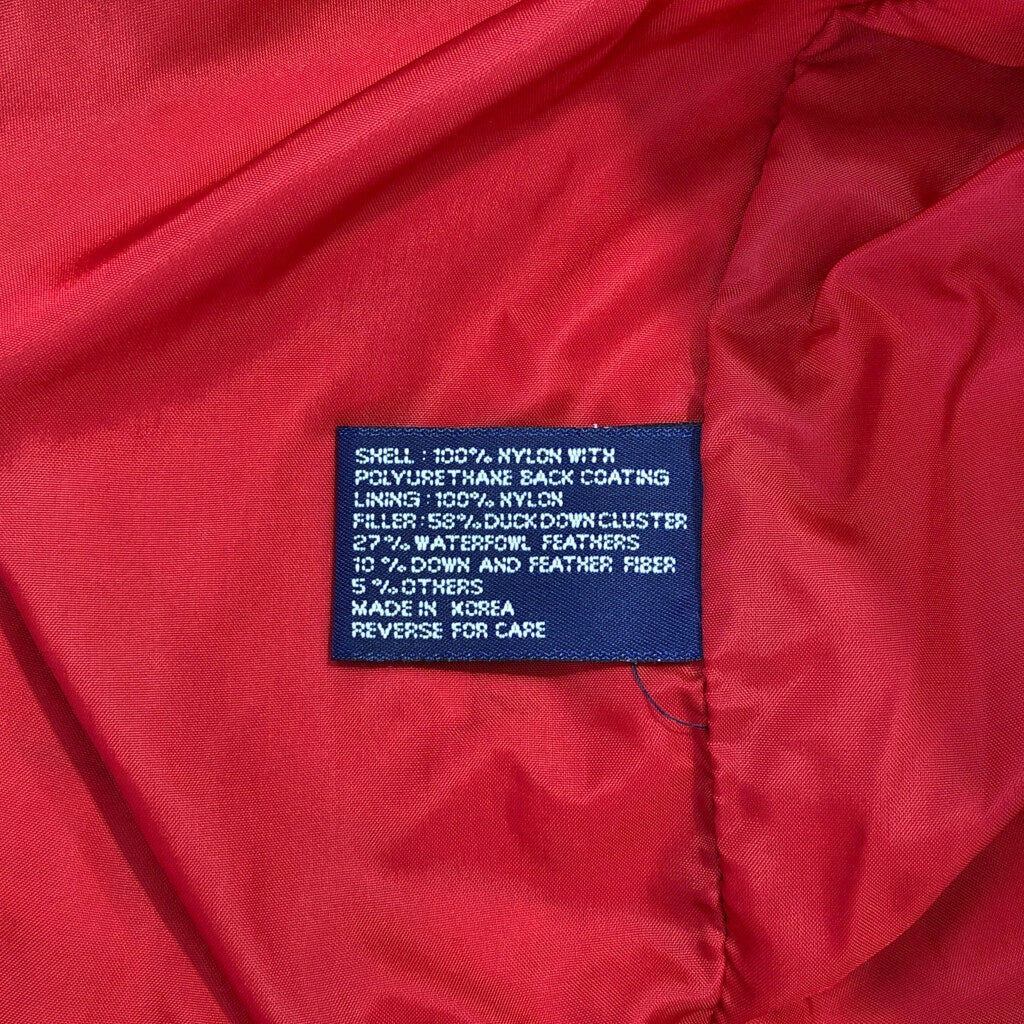 SHELL : 100% NYLON WITH
POLYURETHANE BACK COATING
LINING : 100% NYLON
FILLER : 58% DUCK DOWN CLUSTER
27% WATERFOWL FEATHERS
10 % DOWN AND FEATHER FIBER
5 % OTHERS
MADE IN KOREA
REVERSE FOR CARE